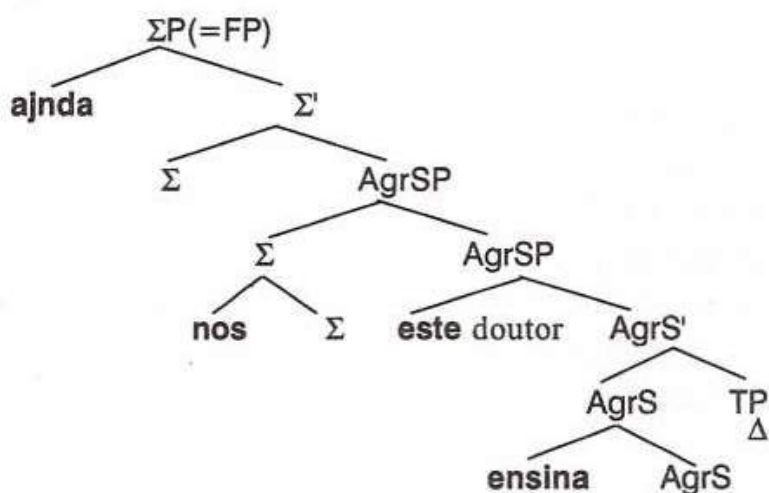 ΣP(=FP)
ajnda Σ'
Σ AgrSP
Σ AgrSP
nos Σ este doutor AgrS'
AgrS TP
Δ
ensina AgrS